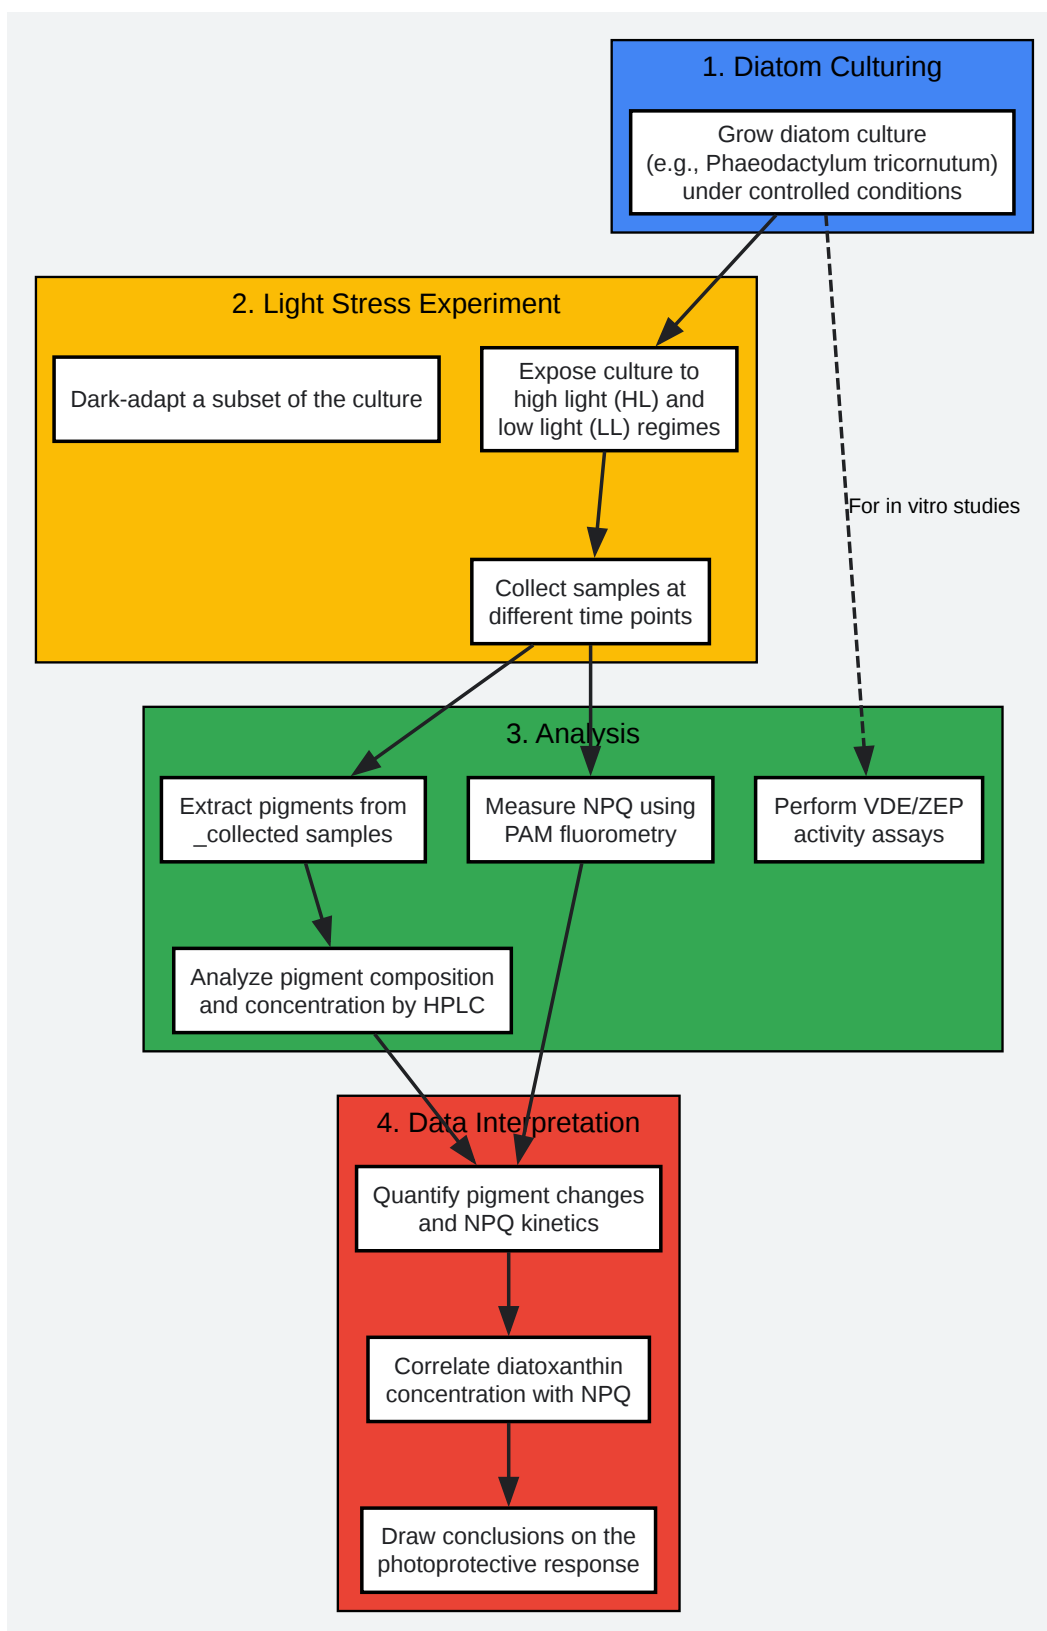 1. Diatom Culturing
Grow diatom culture
(e.g., Phaeodactylum tricornutum)
under controlled conditions
2. Light Stress Experiment
Dark-adapt a subset of the culture
Expose culture to
high light (HL) and
low light (LL) regimes
For in vitro studies
Collect samples at
different time points
3. Analysis
Extract pigments from
_collected samples
Measure NPQ using
PAM fluorometry
Perform VDE/ZEP
activity assays
Analyze pigment composition
and concentration by HPLC
4. Data Interpretation
Quantify pigment changes
and NPQ kinetics
Correlate diatoxanthin
concentration with NPQ
Draw conclusions on the
photoprotective response